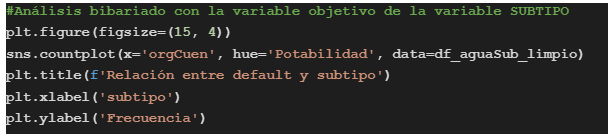 #Análisis bibariado con la variable objetivo de la variable SUBTIPO
plt.figure(figsize=(15, 4))
sns.countplot(x='orgCuen', hue='Potabilidad', data=df_aguaSub_limpio)
plt.title(f'Relación entre default y subtipo')
plt.xlabel('subtipo')
plt.ylabel('Frecuencia')